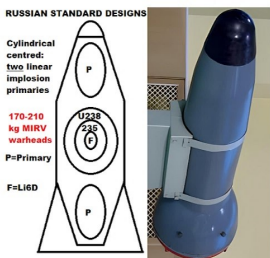 RUSSIAN STANDARD DESIGNS
Cylindrical
centred:
two linear
implosion
primaries
170-210
kg MIRV
warheads
P=Primary
F=Li6D
P
U238
235
F
P